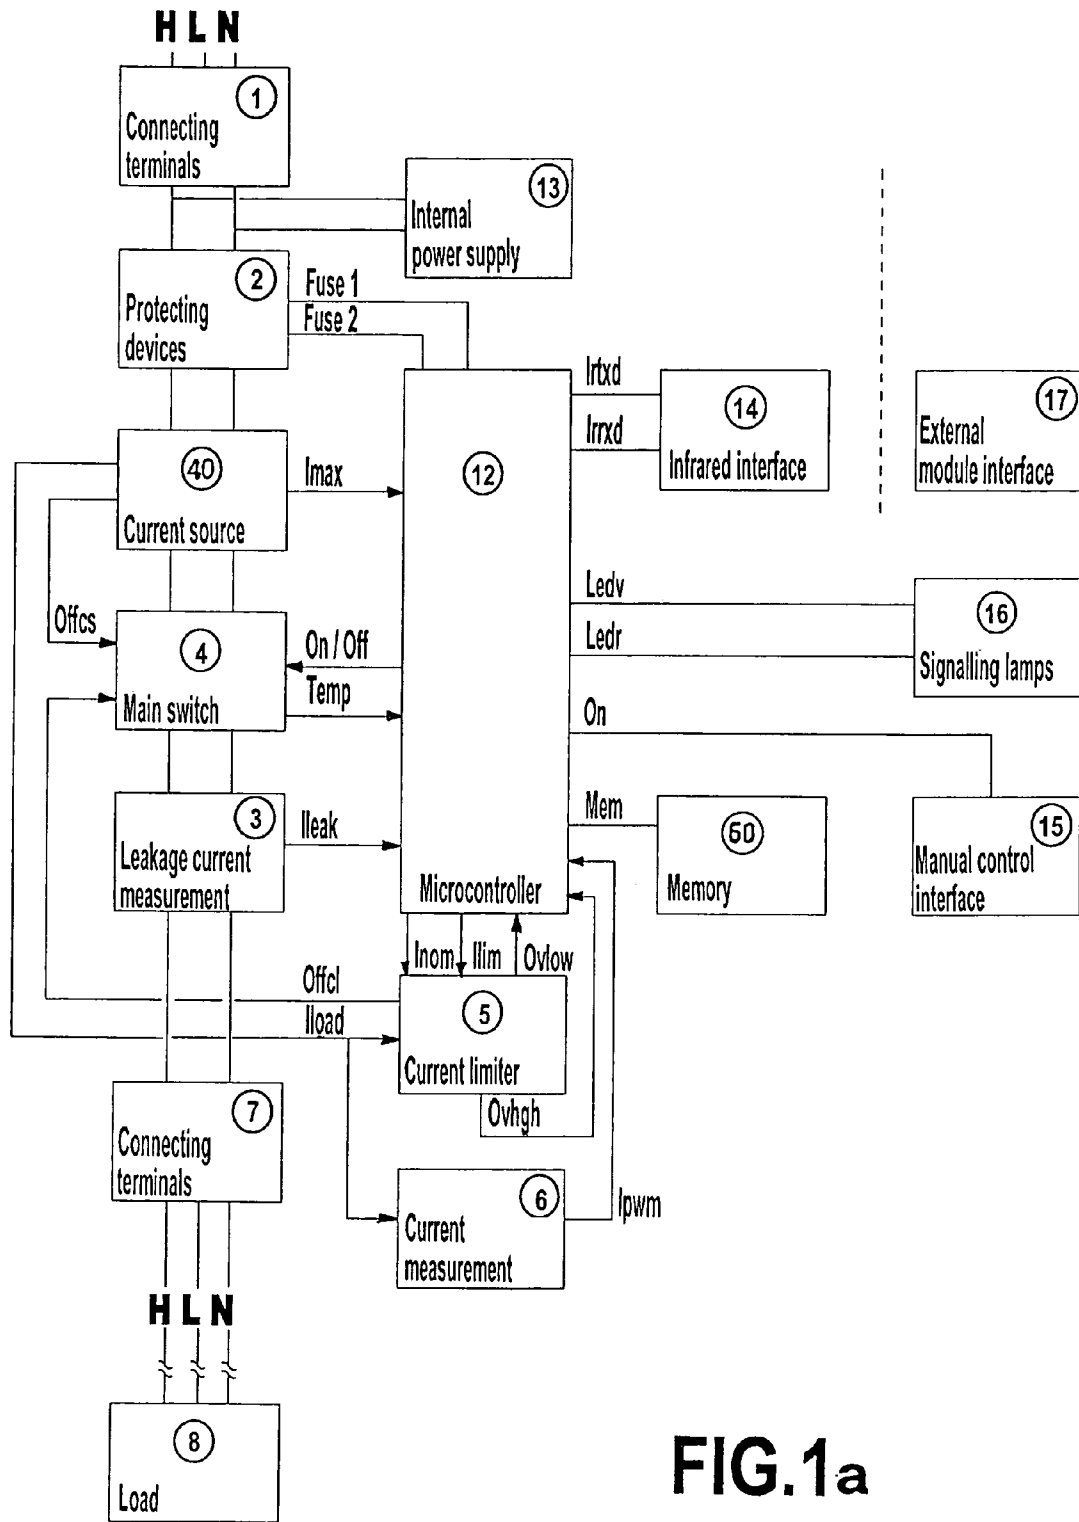 H L N
1
Connecting
terminals
13
Internal
power supply
2
Protecting
devices
Fuse 1
Fuse 2
40
Current source
Imax
12
Microcontroller
Irtxd
Irrxd
14
Infrared interface
17
External
module interface
Offcs
4
Main switch
On / Off
Temp
Ledv
Ledr
16
Signalling lamps
On
3
Leakage current
measurement
Ileak
Mem
60
Memory
15
Manual control
interface
Inom
Ilim
Ovlow
Offcl
Iload
5
Current limiter
Ovhgh
7
Connecting
terminals
6
Current
measurement
Ipwm
H L N
8
Load
FIG.1a